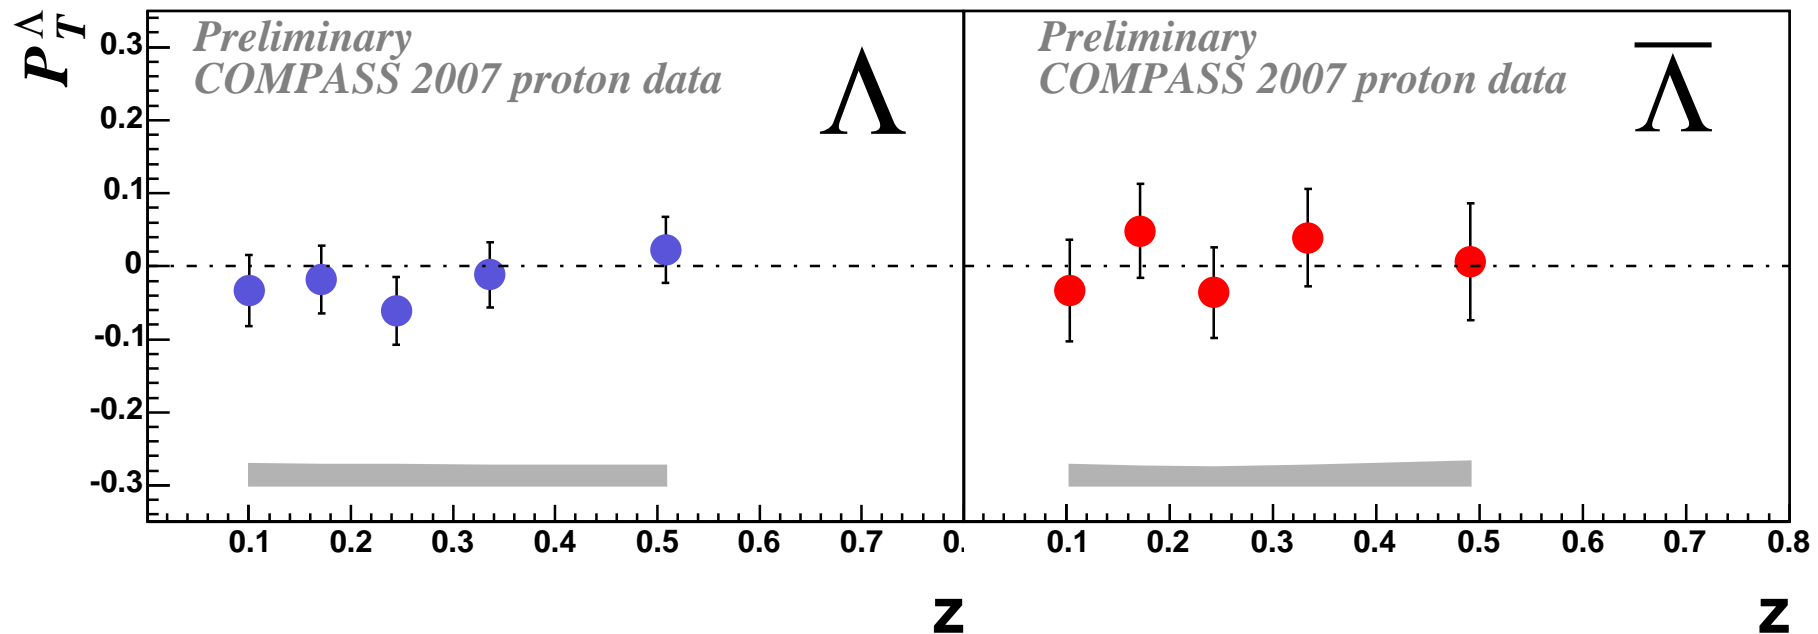 P_T^Λ
Preliminary
COMPASS 2007 proton data
Λ
0.3
0.2
0.1
0
-0.1
-0.2
-0.3
0.1 0.2 0.3 0.4 0.5 0.6 0.7 0.
z
Preliminary
COMPASS 2007 proton data
Λ̅
0.1 0.2 0.3 0.4 0.5 0.6 0.7 0.8
z